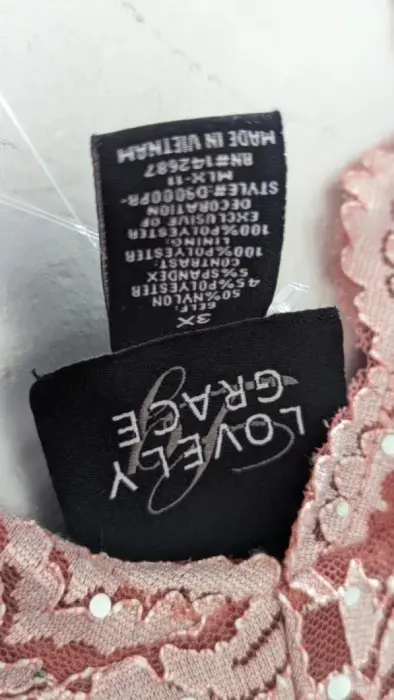 LOVELY
GRACE
3X
SELF:
50%NYLON
45%POLYESTER
5%SPANDEX
CONTRAST:
100%POLYESTER
LINING:
100%POLYESTER
EXCLUSIVE OF
DECORATION
STYLE#:D9000PR-
MLX-11
RN#142687
MADE IN VIETNAM